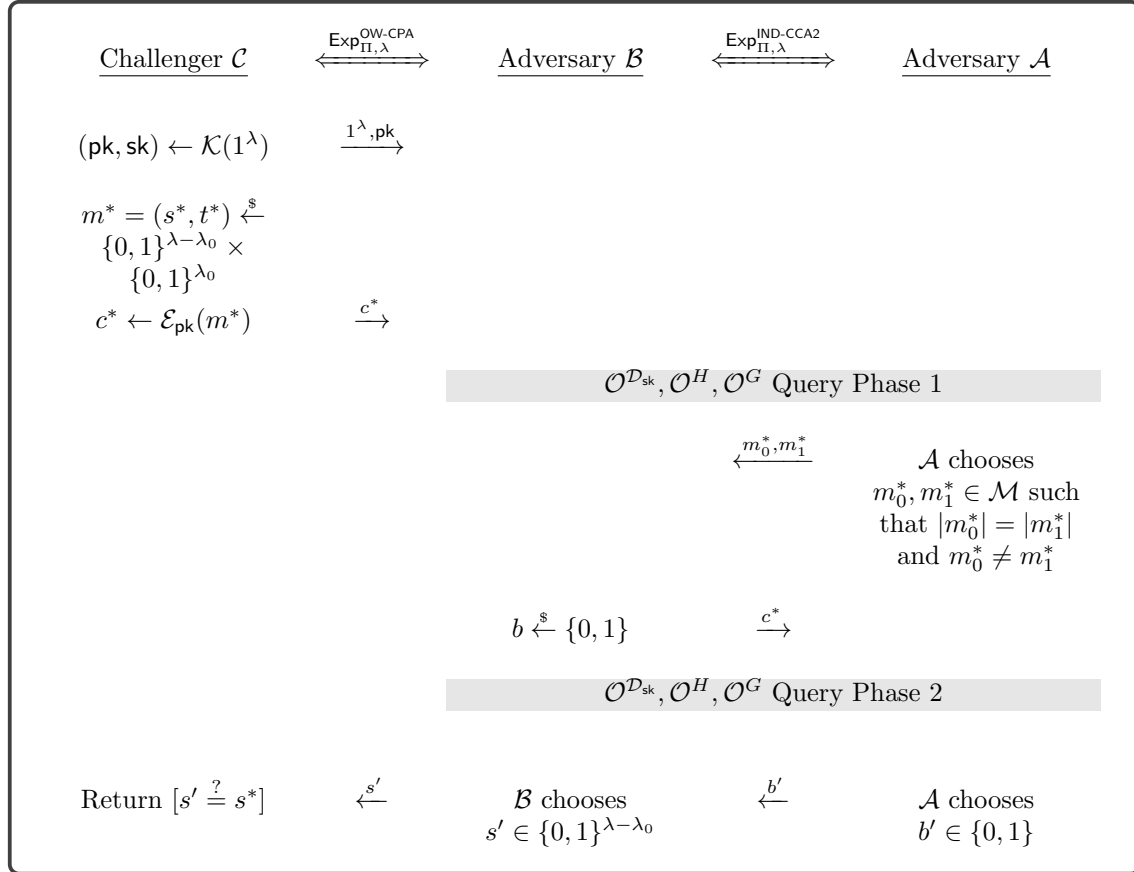 Challenger 𝒞 ⟺ Exp^{OW-CPA}_{Π,λ} Adversary ℬ ⟺ Exp^{IND-CCA2}_{Π,λ} Adversary 𝒜
(pk, sk) ← 𝒦(1^λ) 1^λ,pk ⟶
m* = (s*, t*) ←$
{0, 1}^{λ−λ_0} ×
{0, 1}^{λ_0}
c* ← ℰ_pk(m*) c* ⟶
𝒪^{𝒟_sk}, 𝒪^H, 𝒪^G Query Phase 1
m*_0,m*_1 ⟵ 𝒜 chooses
m*_0, m*_1 ∈ ℳ such
that |m*_0| = |m*_1|
and m*_0 ≠ m*_1
b ←$ {0, 1} c* ⟶
𝒪^{𝒟_sk}, 𝒪^H, 𝒪^G Query Phase 2
Return [s′ ≟ s*] s′ ⟵ ℬ chooses b′ ⟵ 𝒜 chooses
s′ ∈ {0, 1}^{λ−λ_0} b′ ∈ {0, 1}